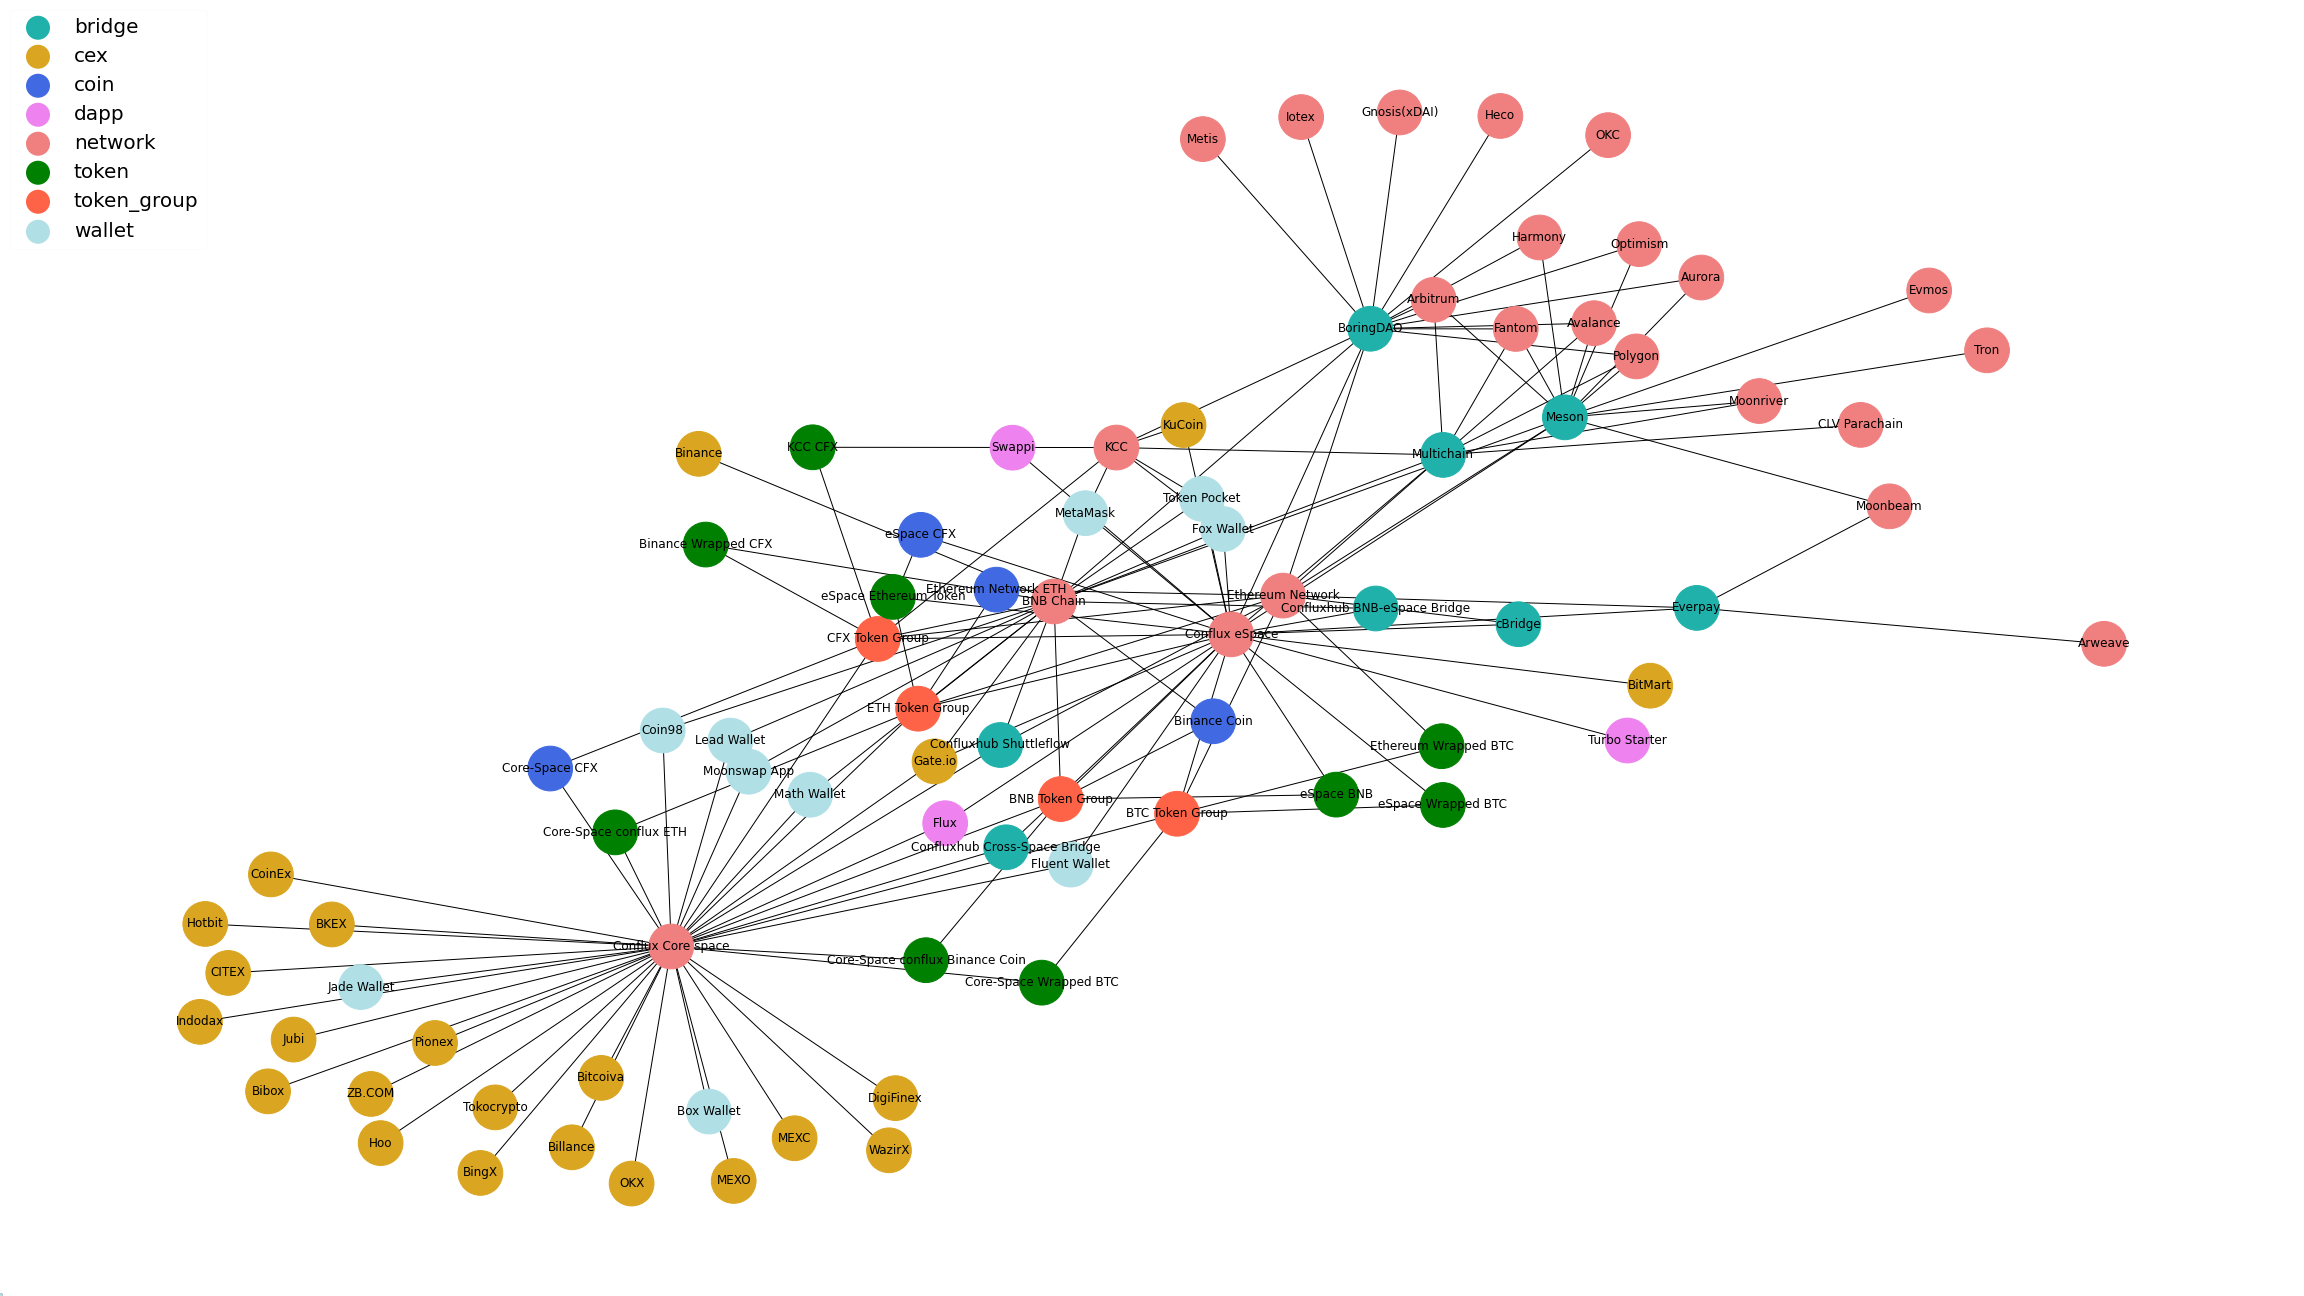 bridge
cex
coin
dapp
network
token
token_group
wallet
Metis
Iotex
Gnosis(xDAI)
Heco
OKC
Harmony
Optimism
Aurora
Evmos
Arbitrum
BoringDAO
Fantom
Avalance
Polygon
Tron
Moonriver
Meson
CLV Parachain
KuCoin
Binance
KCC CFX
Swappi
KCC
Multichain
Token Pocket
MetaMask
Fox Wallet
Moonbeam
eSpace CFX
Binance Wrapped CFX
Ethereum Network ETH
eSpace Ethereum Token
BNB Chain
Ethereum Network
Confluxhub BNB-eSpace Bridge
Everpay
cBridge
CFX Token Group
Conflux eSpace
Arweave
BitMart
ETH Token Group
Binance Coin
Coin98
Lead Wallet
Confluxhub Shuttleflow
Ethereum Wrapped BTC
Turbo Starter
Core-Space CFX
Moonswap App
Gate.io
Math Wallet
BNB Token Group
eSpace BNB
eSpace Wrapped BTC
BTC Token Group
Flux
Core-Space conflux ETH
Confluxhub Cross-Space Bridge
Fluent Wallet
CoinEx
Hotbit
BKEX
Conflux Core space
Core-Space conflux Binance Coin
CITEX
Jade Wallet
Core-Space Wrapped BTC
Indodax
Jubi
Pionex
Bitcoiva
Bibox
ZB.COM
Tokocrypto
Box Wallet
DigiFinex
Hoo
Billance
MEXC
WazirX
BingX
OKX
MEXO